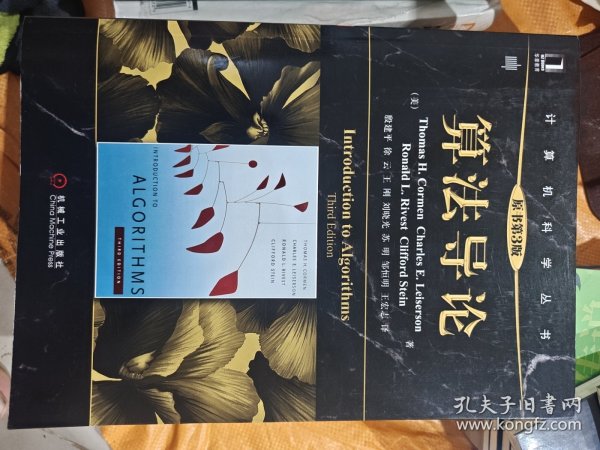 计算机科学丛书
华章教育
原书第3版
算法导论
(美) Thomas H. Cormen Charles E. Leiserson
Ronald L. Rivest Clifford Stein 著
殷建平 徐云 王刚 刘晓光 苏明 邹恒明 王宏志 译
Introduction to Algorithms
Third Edition
THOMAS H. CORMEN
CHARLES E. LEISERSON
RONALD L. RIVEST
CLIFFORD STEIN
INTRODUCTION TO
ALGORITHMS
THIRD EDITION
机械工业出版社
China Machine Press
孔夫子旧书网
www.kongfz.com